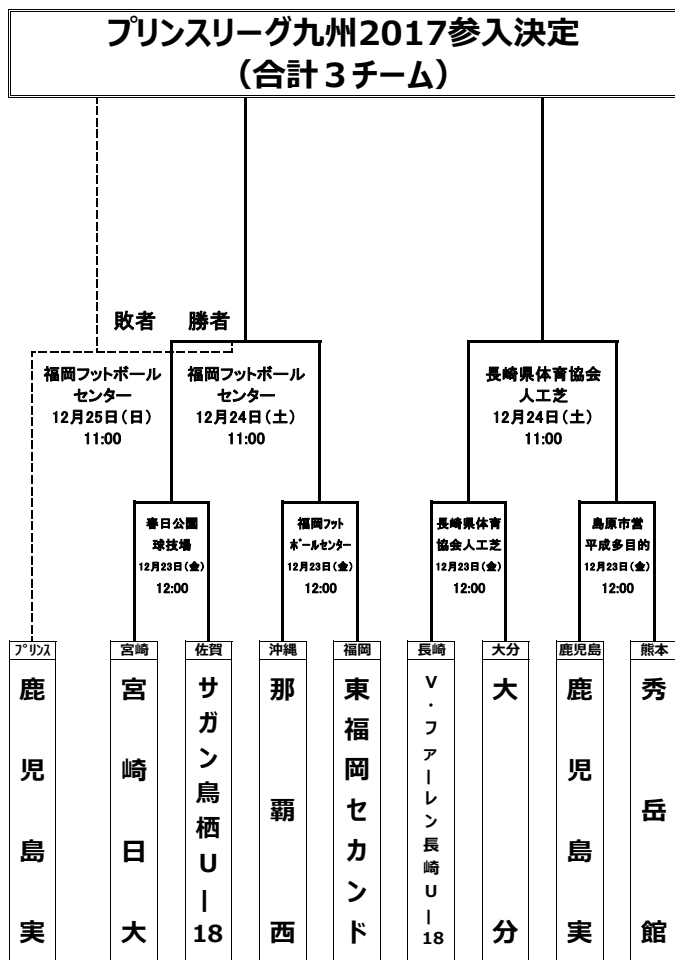 プリンスリーグ九州2017参入決定
（合計３チーム）
敗者 勝者
福岡フットボール
センター
12月25日（日）
11:00
福岡フットボール
センター
12月24日（土）
11:00
長崎県体育協会
人工芝
12月24日（土）
11:00
春日公園
球技場
12月23日（金）
12:00
福岡フット
ボールセンター
12月23日（金）
12:00
長崎県体育
協会人工芝
12月23日（金）
12:00
島原市営
平成多目的
12月23日（金）
12:00
プリンス
鹿児島実
宮崎
宮崎日大
佐賀
サガン鳥栖U－18
沖縄
那覇西
福岡
東福岡セカンド
長崎
V・ファーレン長崎U－18
大分
大分
鹿児島
鹿児島実
熊本
秀岳館